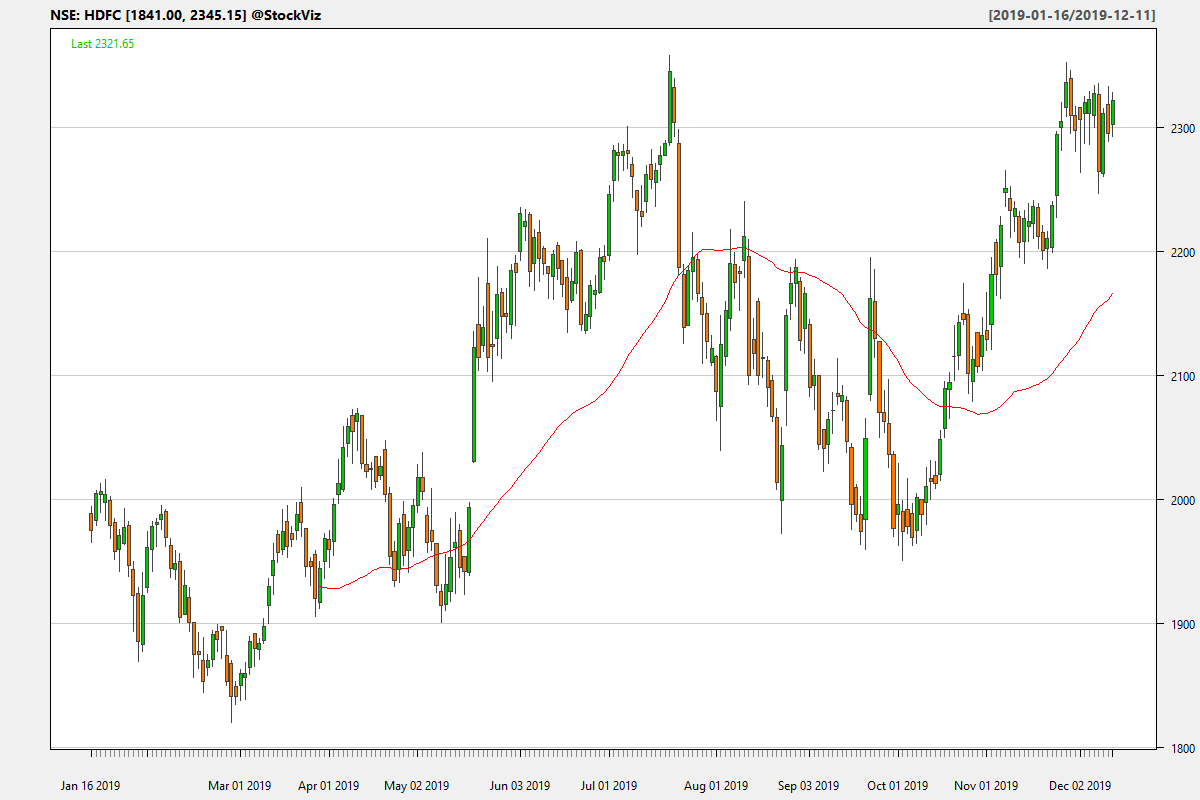 NSE: HDFC [1841.00, 2345.15] @StockViz
[2019-01-16/2019-12-11]
Last 2321.65
2300
2200
2100
2000
1900
1800
Jan 16 2019
Mar 01 2019
Apr 01 2019
May 02 2019
Jun 03 2019
Jul 01 2019
Aug 01 2019
Sep 03 2019
Oct 01 2019
Nov 01 2019
Dec 02 2019